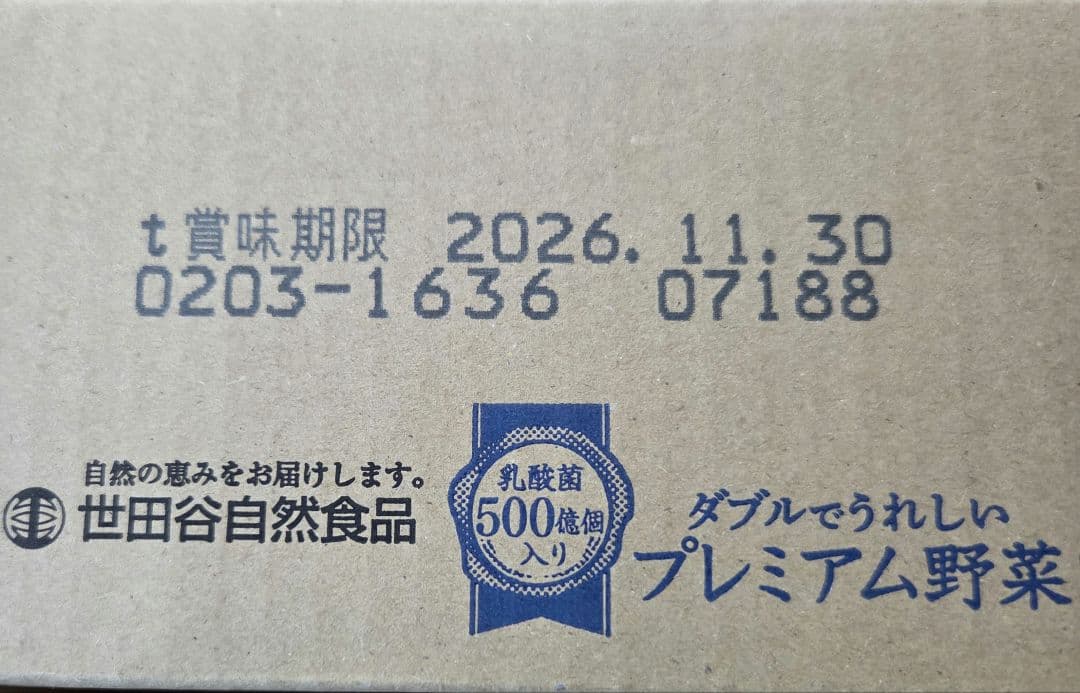 t賞味期限 2026.11.30
0203-1636 07188
自然の恵みをお届けします。
世田谷自然食品
乳酸菌
500億個
入り
ダブルでうれしい
プレミアム野菜